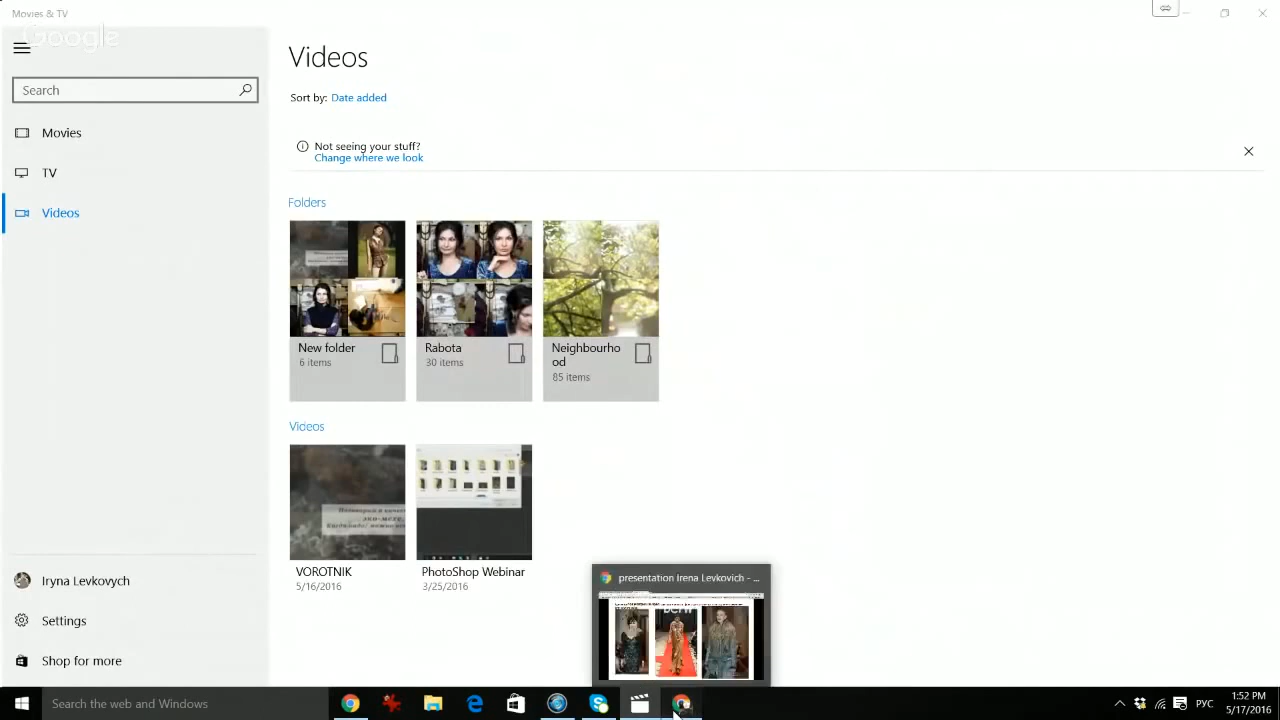 Movies & TV
Google
Search
Movies
TV
Videos
Iryna Levkovych
Settings
Shop for more
Videos
Sort by: Date added
Not seeing your stuff?
Change where we look
Folders
New folder
6 items
Rabota
30 items
Neighbourho
od
85 items
Videos
VOROTNIK
5/16/2016
PhotoShop Webinar
3/25/2016
presentation Irena Levkovich - ...
Search the web and Windows
РУС
1:52 PM
5/17/2016